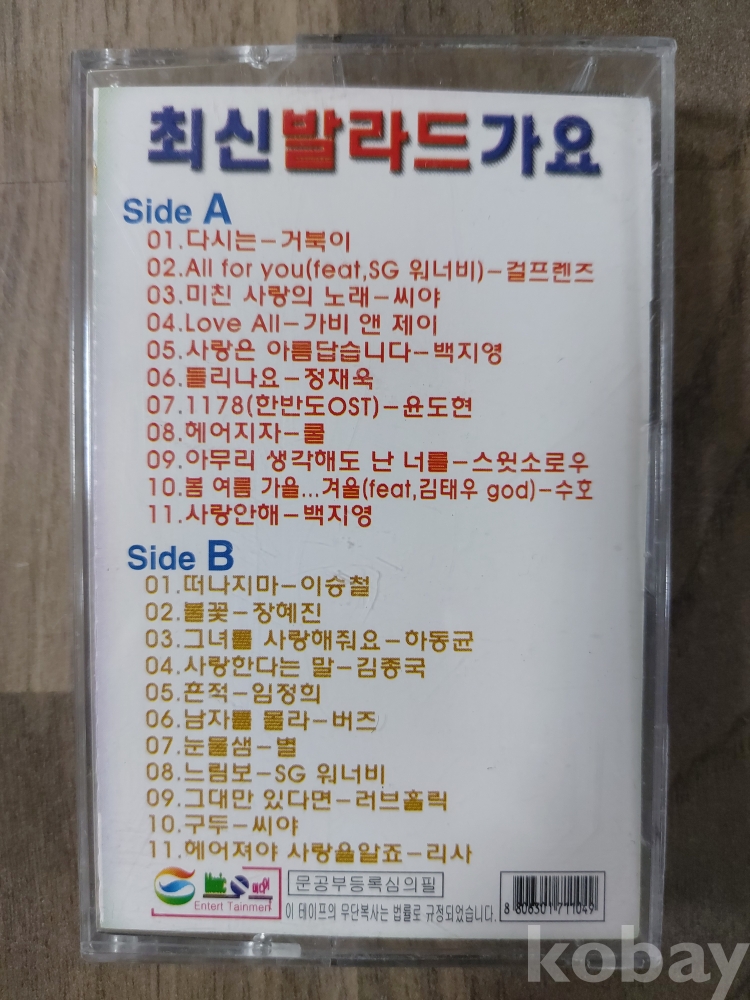 최신발라드가요
Side A
01.다시는-거북이
02.All for you(feat,SG 워너비)-걸프렌즈
03.미친 사랑의 노래-씨야
04.Love All-가비 앤 제이
05.사랑은 아름답습니다-백지영
06.들리나요-정재욱
07.1178(한반도OST)-윤도현
08.헤어지자-쿨
09.아무리 생각해도 난 너를-스윗소로우
10.봄 여름 가을...겨울(feat,김태우 god)-수호
11.사랑안해-백지영
Side B
01.떠나지마-이승철
02.불꽃-장혜진
03.그녀를 사랑해줘요-하동균
04.사랑한다는 말-김종국
05.흔적-임정희
06.남자를 몰라-버즈
07.눈물샘-별
08.느림보-SG 워너비
09.그대만 있다면-러브홀릭
10.구두-씨야
11.헤어져야 사랑을알죠-리사
Entert Tainmen
문공부등록심의필
이 테이프의 무단복사는 법률로 규정되었습니다.
8 806301 711049
kobay